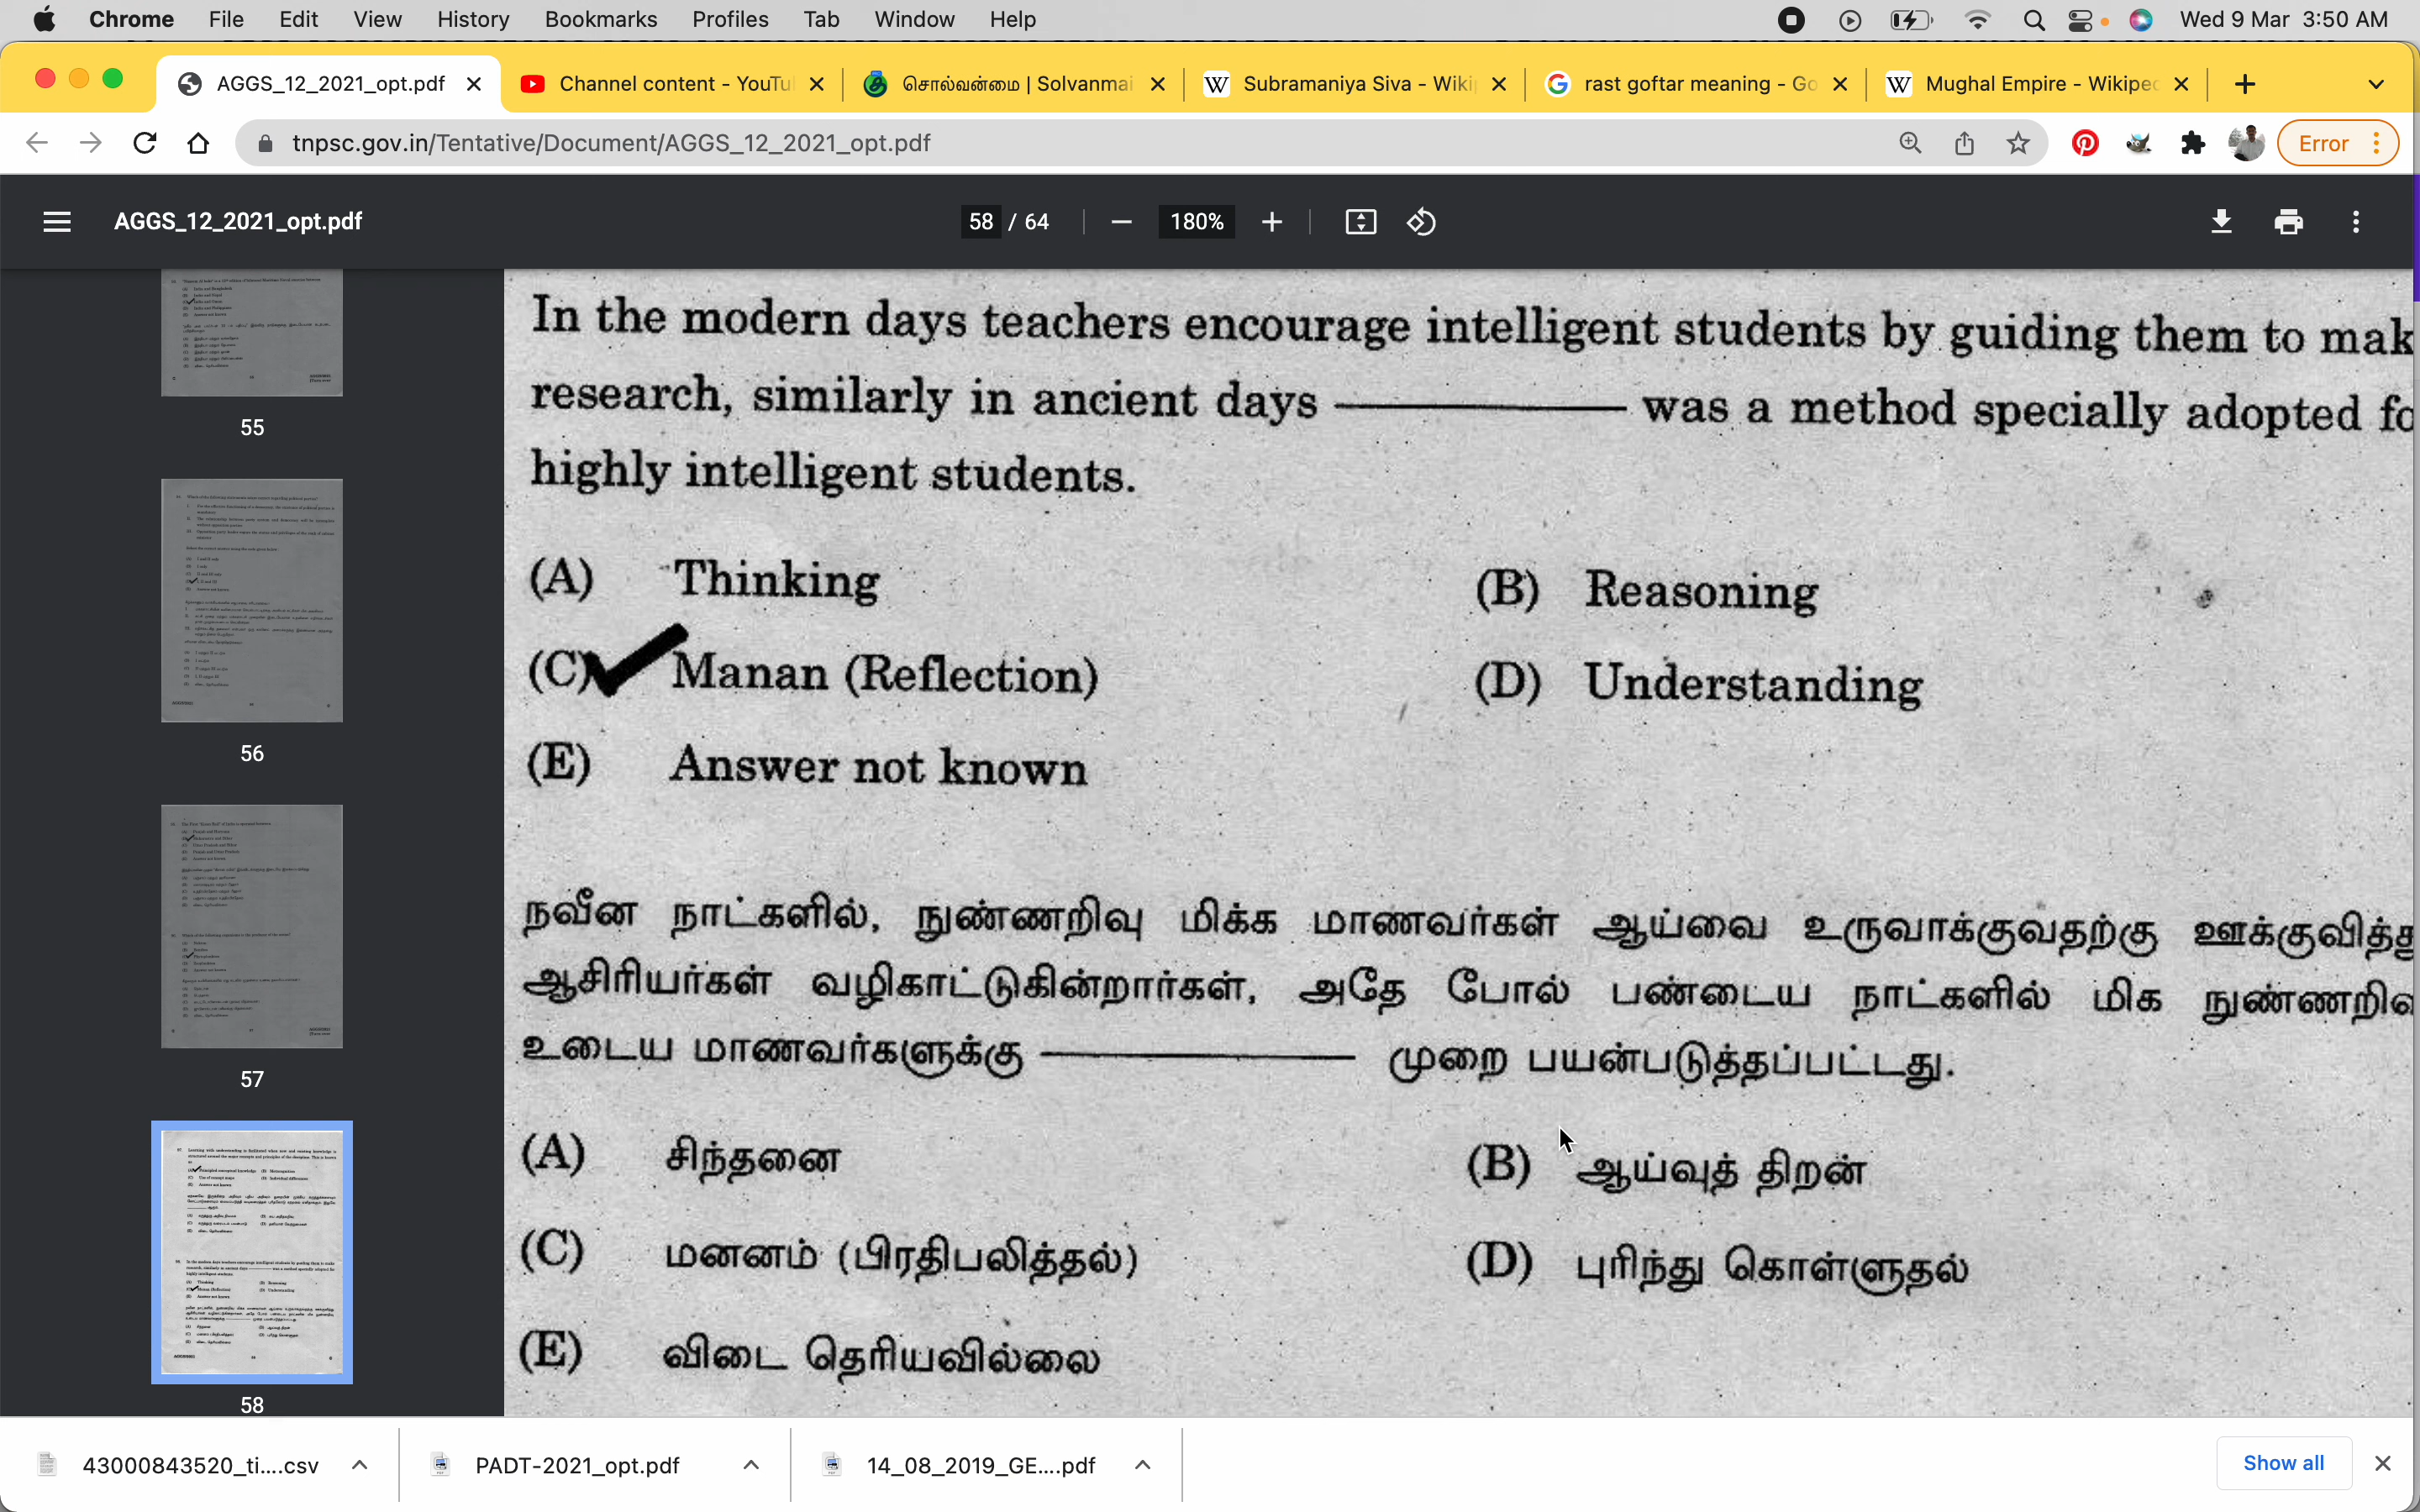 Chrome File Edit View History Bookmarks Profiles Tab Window Help Wed 9 Mar 3:50 AM
AGGS_12_2021_opt.pdf Channel content - YouTu சொல்வன்மை | Solvanmai Subramaniya Siva - Wiki rast goftar meaning - Go Mughal Empire - Wikiped
tnpsc.gov.in/Tentative/Document/AGGS_12_2021_opt.pdf Error
AGGS_12_2021_opt.pdf 58 / 64 180%
55
56
57
58
In the modern days teachers encourage intelligent students by guiding them to mak
research, similarly in ancient days ———— was a method specially adopted fo
highly intelligent students.
(A) Thinking (B) Reasoning
(C) Manan (Reflection) (D) Understanding
(E) Answer not known
நவீன நாட்களில், நுண்ணறிவு மிக்க மாணவர்கள் ஆய்வை உருவாக்குவதற்கு ஊக்குவித்து
ஆசிரியர்கள் வழிகாட்டுகின்றார்கள், அதே போல் பண்டைய நாட்களில் மிக நுண்ணறிவ
உடைய மாணவர்களுக்கு ———— முறை பயன்படுத்தப்பட்டது.
(A) சிந்தனை (B) ஆய்வுத் திறன்
(C) மனனம் (பிரதிபலித்தல்) (D) புரிந்து கொள்ளுதல்
(E) விடை தெரியவில்லை
43000843520_ti....csv PADT-2021_opt.pdf 14_08_2019_GE....pdf Show all